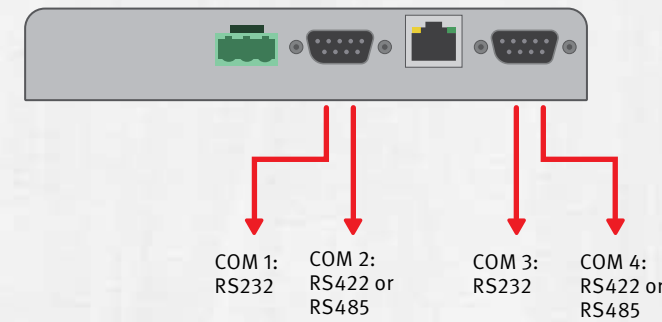 COM 1:
RS232
COM 2:
RS422 or
RS485
COM 3:
RS232
COM 4:
RS422 or
RS485